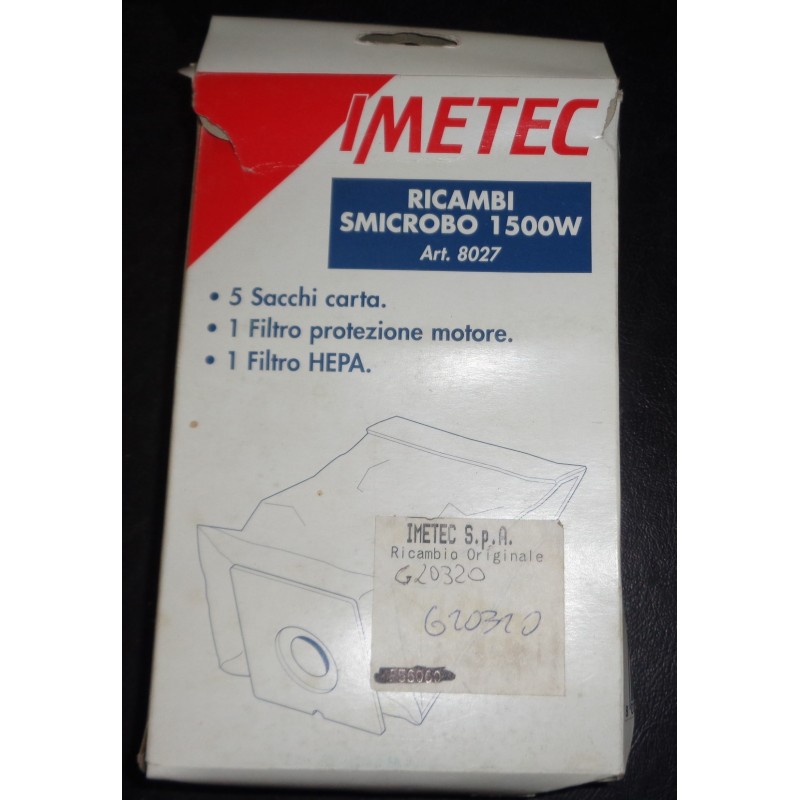 IMETEC
RICAMBI
SMICROBO 1500W
Art. 8027
• 5 Sacchi carta.
• 1 Filtro protezione motore.
• 1 Filtro HEPA.
IMETEC S.p.A.
Ricambio Originale
G20320
G20320